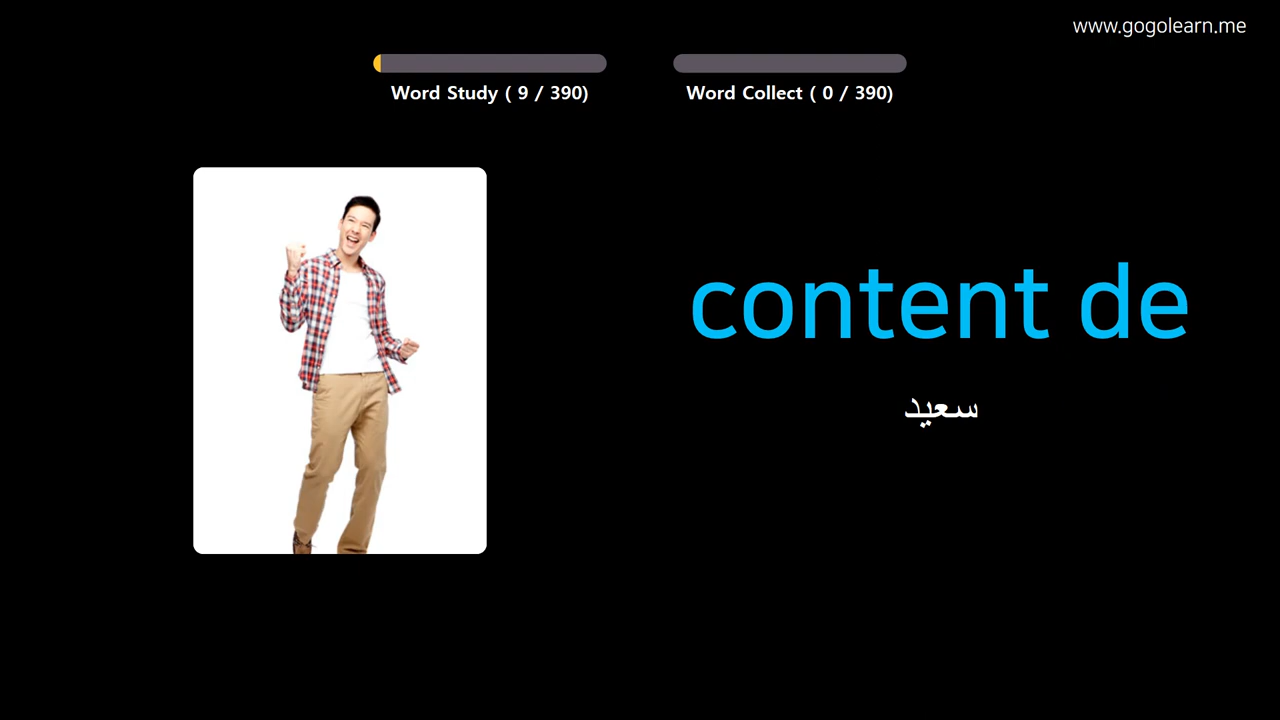 www.gogolearn.me
Word Study ( 9 / 390)
Word Collect ( 0 / 390)
content de
سعيد